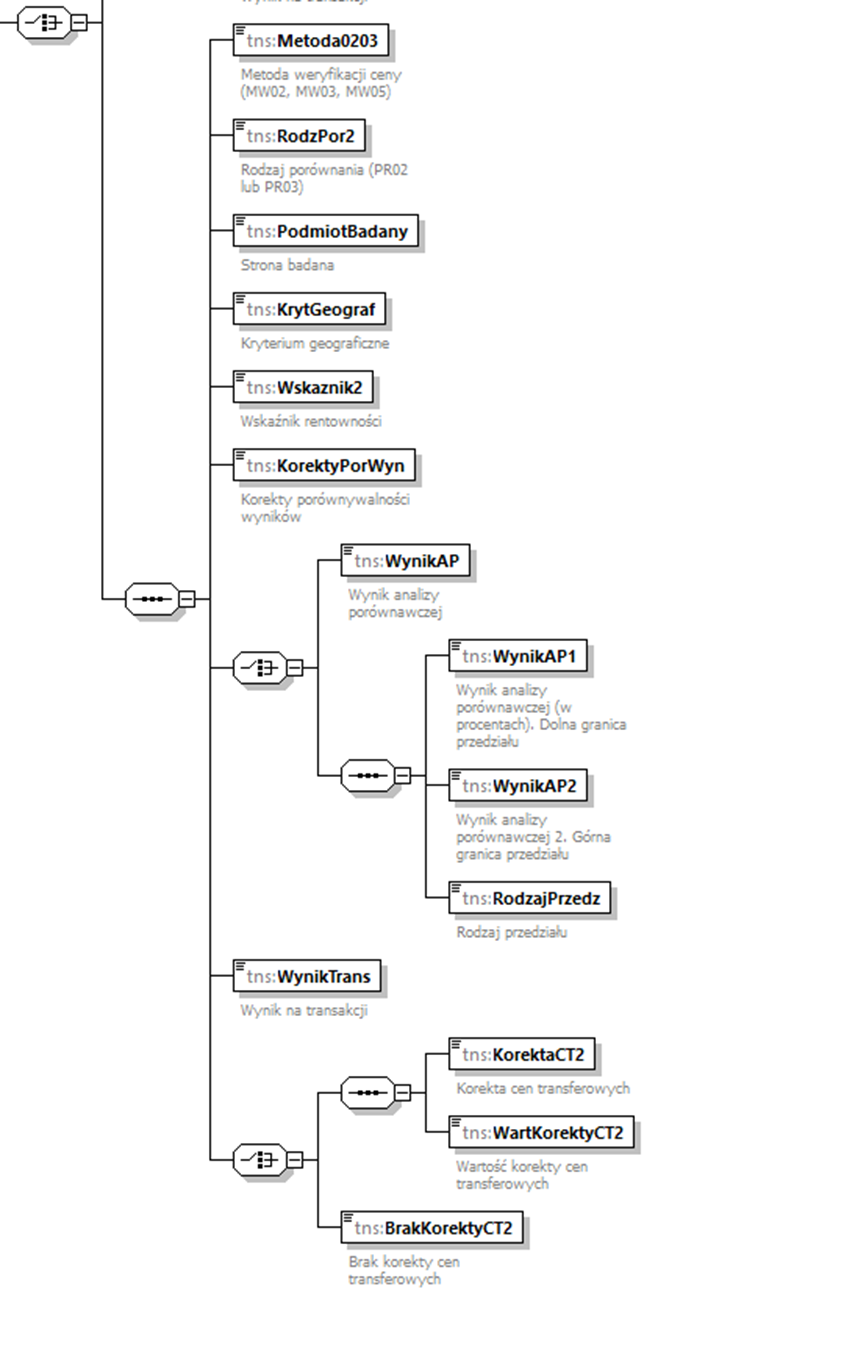 tns:Metoda0203
Metoda weryfikacji ceny
(MW02, MW03, MW05)
tns:RodzPor2
Rodzaj porównania (PR02
lub PR03)
tns:PodmiotBadany
Strona badana
tns:KrytGeograf
Kryterium geograficzne
tns:Wskaznik2
Wskaźnik rentowności
tns:KorektyPorWyn
Korekty porównywalności
wyników
tns:WynikAP
Wynik analizy
porównawczej
tns:WynikAP1
Wynik analizy
porównawczej (w
procentach). Dolna granica
przedziału
tns:WynikAP2
Wynik analizy
porównawczej 2. Górna
granica przedziału
tns:RodzajPrzedz
Rodzaj przedziału
tns:WynikTrans
Wynik na transakcji
tns:KorektaCT2
Korekta cen transferowych
tns:WartKorektyCT2
Wartość korekty cen
transferowych
tns:BrakKorektyCT2
Brak korekty cen
transferowych